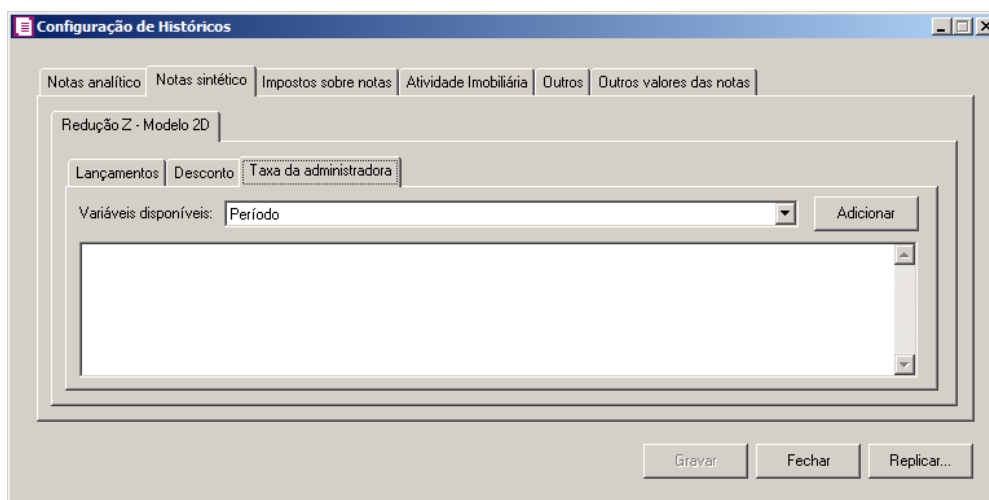 Configuração de Históricos
Notas analítico Notas sintético Impostos sobre notas Atividade Imobiliária Outros Outros valores das notas
Redução Z - Modelo 2D
Lançamentos Desconto Taxa da administradora
Variáveis disponíveis: Período Adicionar
Gravar Fechar Replicar...